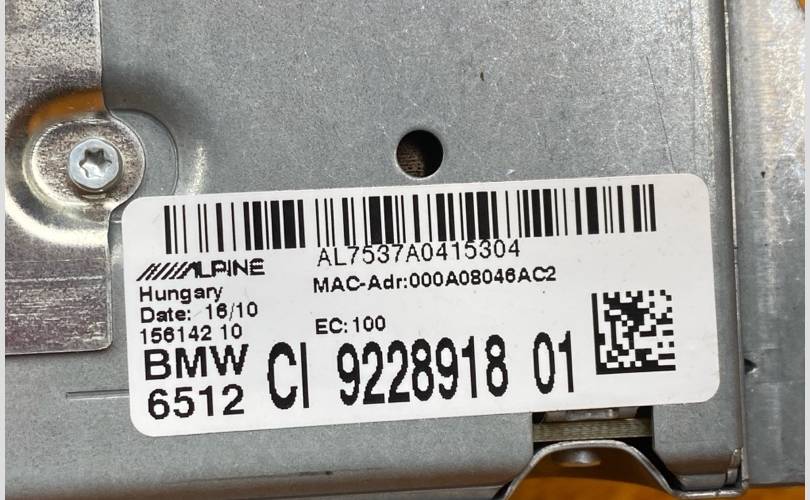 AL7537A0415304
ALPINE
MAC-Adr:000A08046AC2
Hungary
Date: 16/10
156142 10
EC:100
BMW
6512
CI 9228918 01